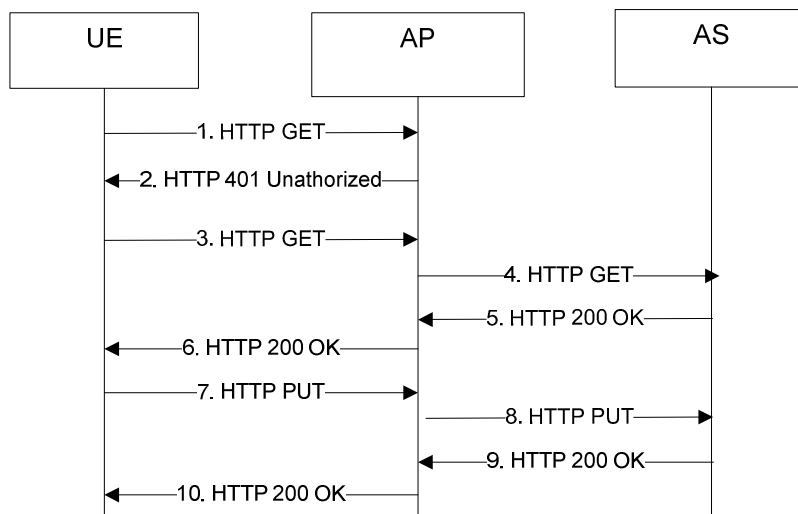 UE
AP
AS
1. HTTP GET
2. HTTP 401 Unathorized
3. HTTP GET
4. HTTP GET
5. HTTP 200 OK
6. HTTP 200 OK
7. HTTP PUT
8. HTTP PUT
9. HTTP 200 OK
10. HTTP 200 OK